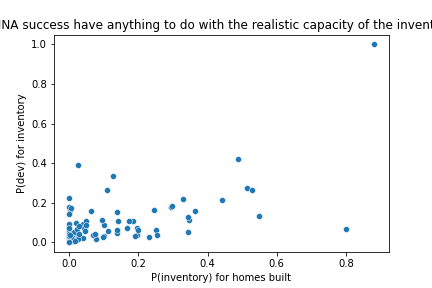 NA success have anything to do with the realistic capacity of the
1.0
0.8
0.6
0.4
0.2
0.0
P(dev) for inventory
0.0 0.2 0.4 0.6 0.8
P(inventory) for homes built